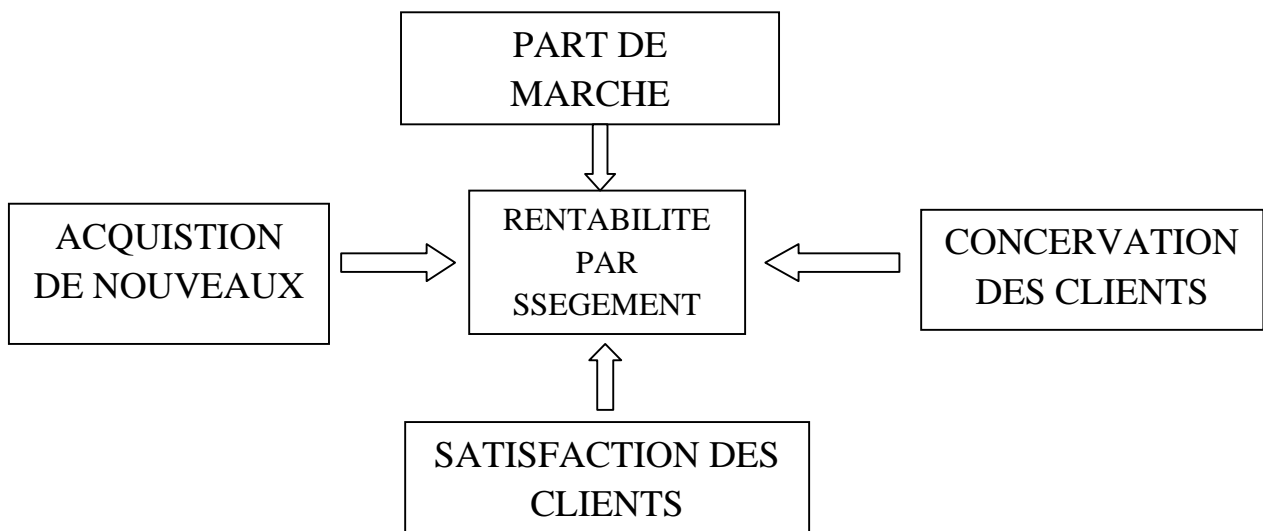 PART DE
MARCHE
ACQUISTION
DE NOUVEAUX
RENTABILITE
PAR
SSEGEMENT
CONCERVATION
DES CLIENTS
SATISFACTION DES
CLIENTS